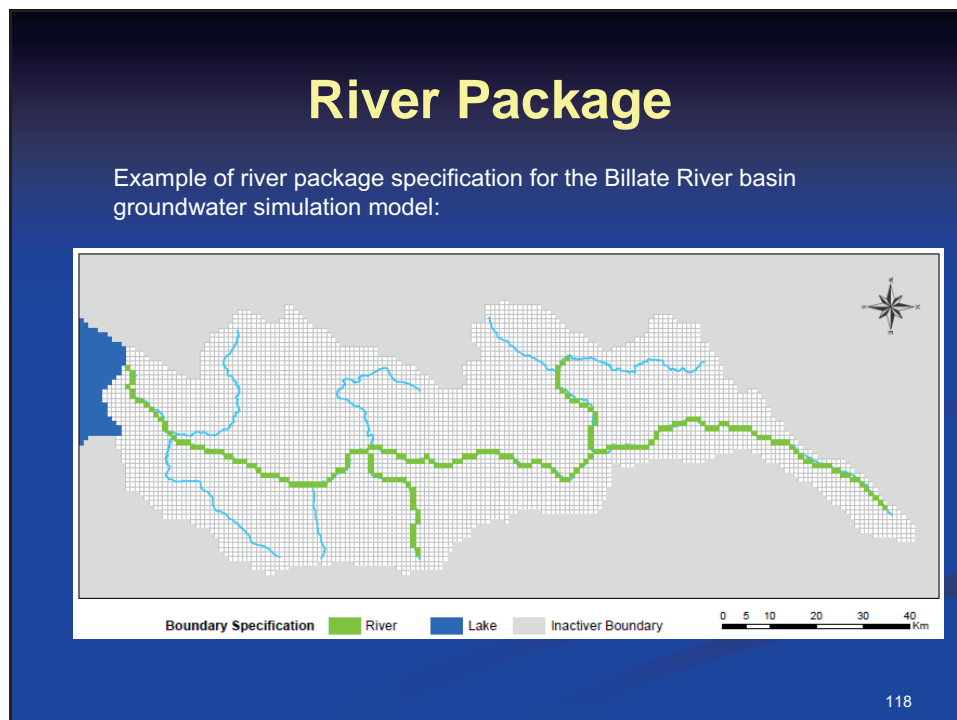 River Package
Example of river package specification for the Billate River basin
groundwater simulation model:
0 5 10 20 30 40
Km
Boundary Specification River Lake Inactiver Boundary
118